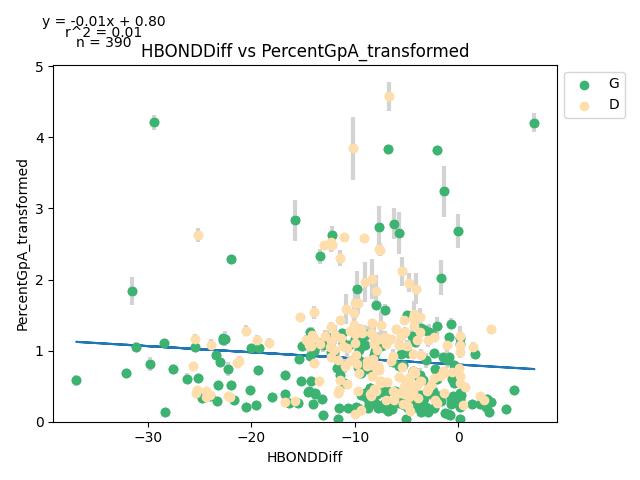 y = -0.01x + 0.80
r^2 = 0.01
n = 390
HBONDDiff vs PercentGpA_transformed
G
D
PercentGpA_transformed
5
4
3
2
1
0
−30
−20
−10
0
HBONDDiff